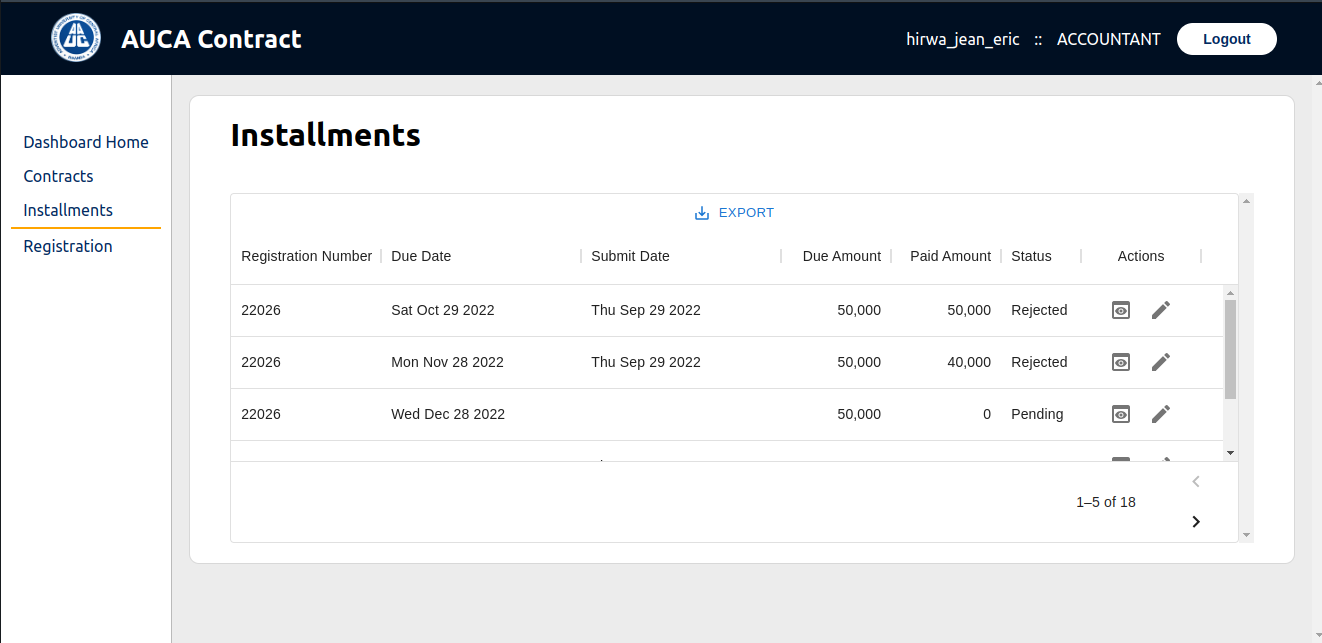 AUCA Contract
hirwa_jean_eric :: ACCOUNTANT Logout
Dashboard Home
Contracts
Installments
Registration
Installments
EXPORT
Registration Number Due Date Submit Date Due Amount Paid Amount Status Actions
22026 Sat Oct 29 2022 Thu Sep 29 2022 50,000 50,000 Rejected
22026 Mon Nov 28 2022 Thu Sep 29 2022 50,000 40,000 Rejected
22026 Wed Dec 28 2022 50,000 0 Pending
1–5 of 18